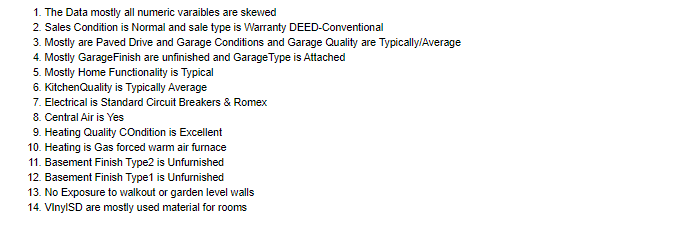 1. The Data mostly all numeric varaibles are skewed
2. Sales Condition is Normal and sale type is Warranty DEED-Conventional
3. Mostly are Paved Drive and Garage Conditions and Garage Quality are Typically/Average
4. Mostly GarageFinish are unfinished and GarageType is Attached
5. Mostly Home Functionality is Typical
6. KitchenQuality is Typically Average
7. Electrical is Standard Circuit Breakers & Romex
8. Central Air is Yes
9. Heating Quality COndition is Excellent
10. Heating is Gas forced warm air furnace
11. Basement Finish Type2 is Unfurnished
12. Basement Finish Type1 is Unfurnished
13. No Exposure to walkout or garden level walls
14. VInylSD are mostly used material for rooms